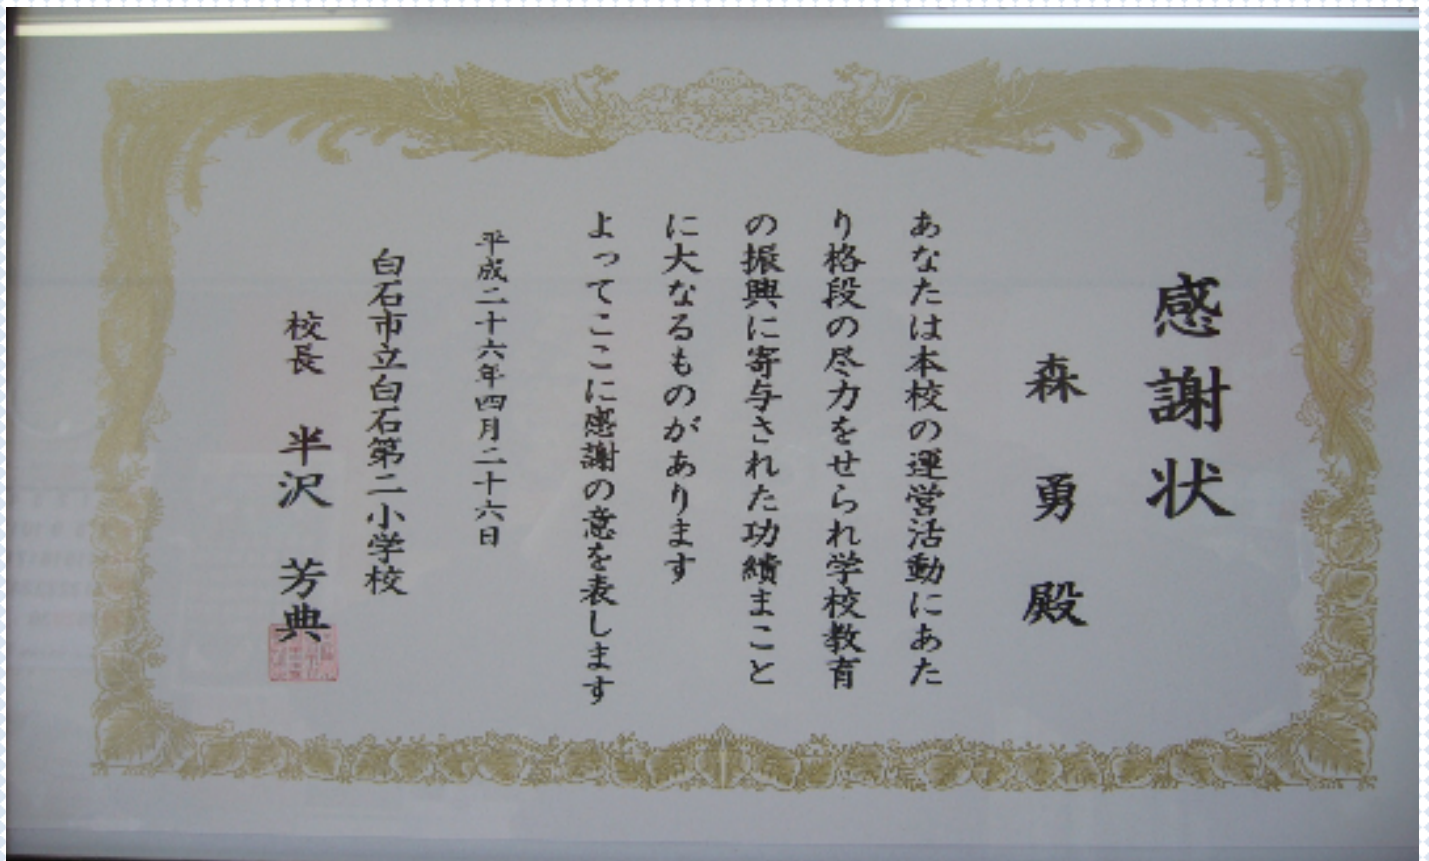 感謝状
森 勇 殿
あなたは本校の運営活動にあた
り格段の尽力をせられ学校教育
の振興に寄与された功績まこと
に大なるものがあります
よってここに感謝の意を表します
平成二十六年四月二十六日
白石市立白石第二小学校
校長 半沢 芳典